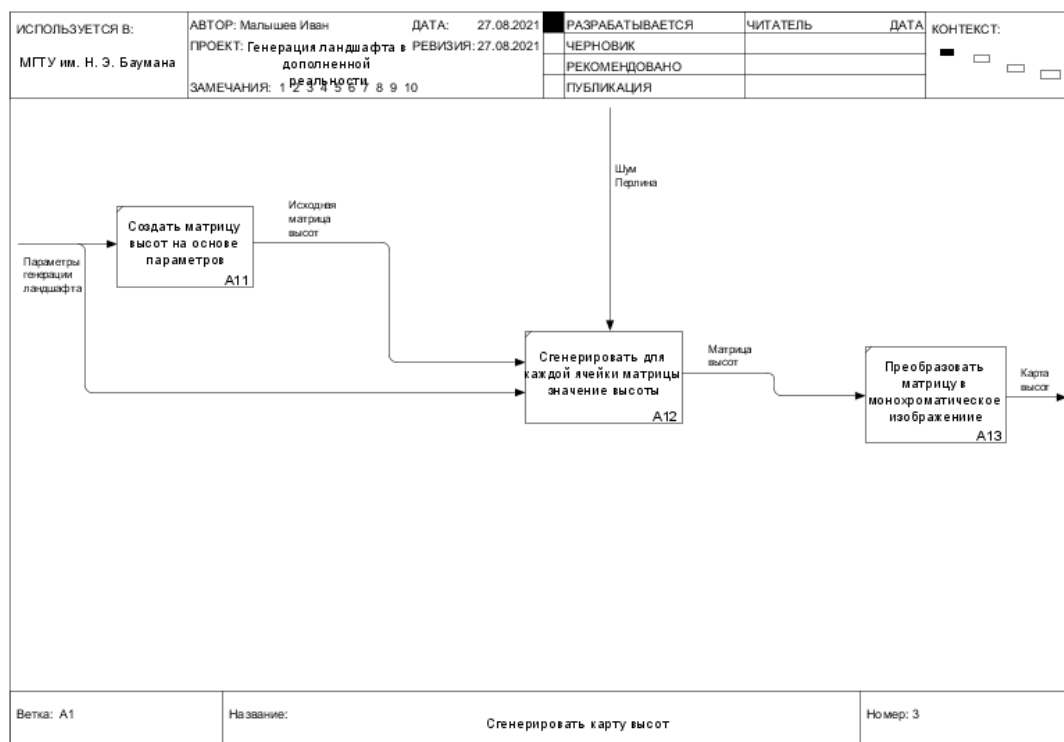 ИСПОЛЬЗУЕТСЯ В:
МГТУ им. Н. Э. Баумана
АВТОР: Малышев Иван
ДАТА: 27.08.2021
ПРОЕКТ: Генерация ландшафта в
дополненной
реальности
РЕВИЗИЯ: 27.08.2021
ЗАМЕЧАНИЯ: 1 2 3 4 5 6 7 8 9 10
РАЗРАБАТЫВАЕТСЯ
ЧЕРНОВИК
РЕКОМЕНДОВАНО
ПУБЛИКАЦИЯ
ЧИТАТЕЛЬ
ДАТА
КОНТЕКСТ:
Шум
Перлина
Параметры
генерации
ландшафта
Создать матрицу
высот на основе
параметров
A11
Исходная
матрица
высот
Сгенерировать для
каждой ячейки матрицы
значение высоты
A12
Матрица
высот
Преобразовать
матрицу в
монохроматическое
изображениие
A13
Карта
высот
Ветка: A1
Название:
Сгенерировать карту высот
Номер: 3